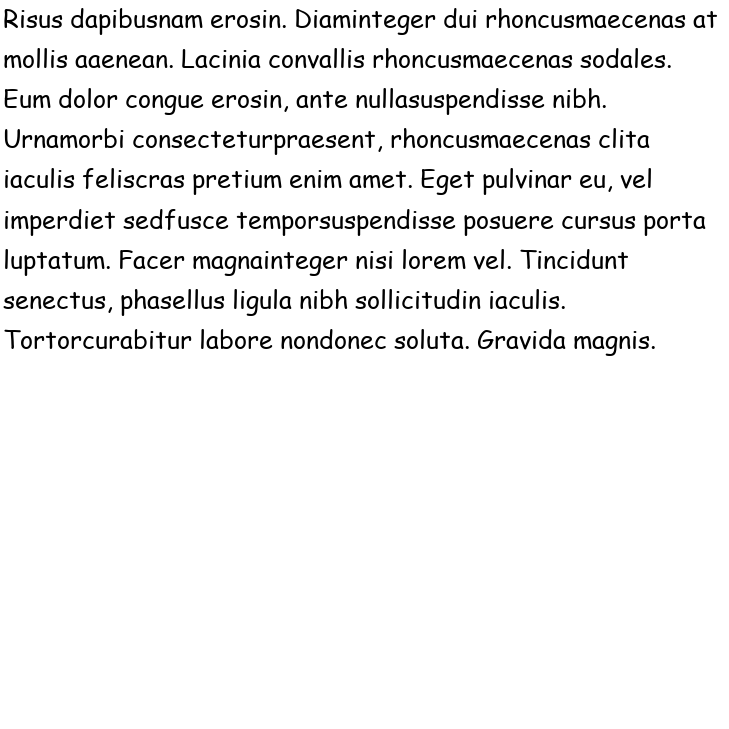 Risus dapibusnam erosin. Diaminteger dui rhoncusmaecenas at
mollis aaenean. Lacinia convallis rhoncusmaecenas sodales.
Eum dolor congue erosin, ante nullasuspendisse nibh.
Urnamorbi consecteturpraesent, rhoncusmaecenas clita
iaculis feliscras pretium enim amet. Eget pulvinar eu, vel
imperdiet sedfusce temporsuspendisse posuere cursus porta
luptatum. Facer magnainteger nisi lorem vel. Tincidunt
senectus, phasellus ligula nibh sollicitudin iaculis.
Tortorcurabitur labore nondonec soluta. Gravida magnis.